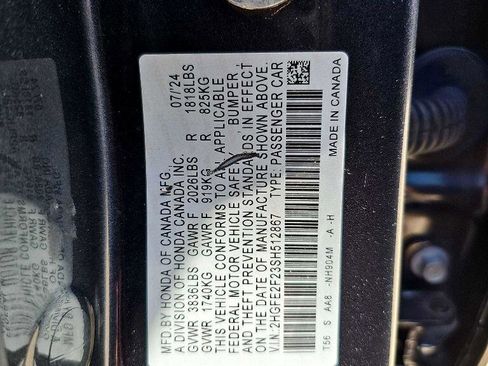 MFG. BY HONDA OF CANADA MFG. 07/24
A DIVISION OF HONDA CANADA INC.
GVWR 3836LBS GAWR F 2026LBS R 1818LBS
GVWR 1740KG GAWR F 919KG R 825KG
THIS VEHICLE CONFORMS TO ALL APPLICABLE
FEDERAL MOTOR VEHICLE SAFETY BUMPER,
AND THEFT PREVENTION STANDARDS IN EFFECT
ON THE DATE OF MANUFACTURE SHOWN ABOVE.
V.I.N.:2HGFE2F23SH512867 TYPE:PASSENGER CAR
T56 S AA8 -NH904M -A -H
MADE IN CANADA